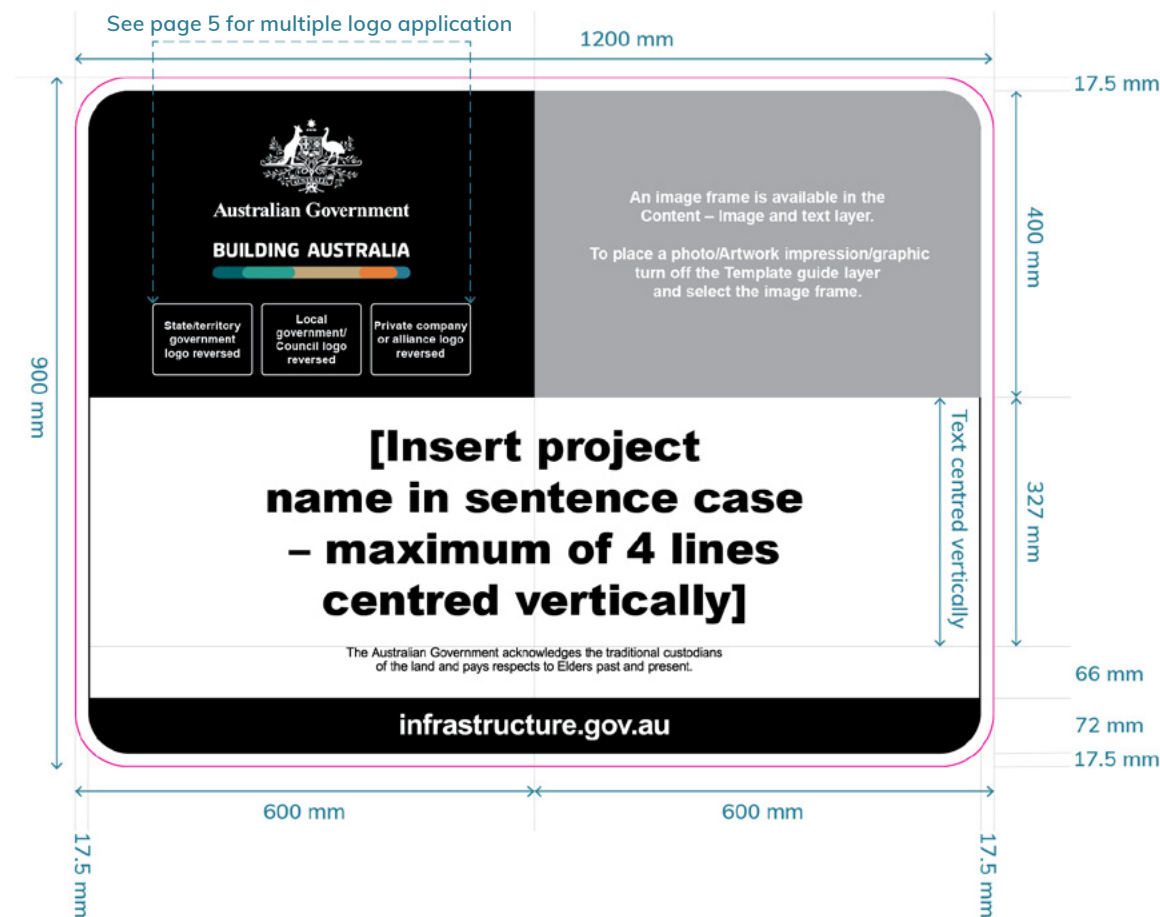 See page 5 for multiple logo application
1200 mm
17.5 mm
Australian Government
BUILDING AUSTRALIA
State/territory
government
logo reversed
Local
government/
Council logo
reversed
Private company
or alliance logo
reversed
An image frame is available in the
Content – Image and text layer.
To place a photo/Artwork impression/graphic
turn off the Template guide layer
and select the image frame.
400 mm
900 mm
[Insert project
name in sentence case
– maximum of 4 lines
centred vertically]
Text centred vertically
327 mm
The Australian Government acknowledges the traditional custodians
of the land and pays respects to Elders past and present.
66 mm
infrastructure.gov.au
72 mm
17.5 mm
600 mm
600 mm
17.5 mm
17.5 mm